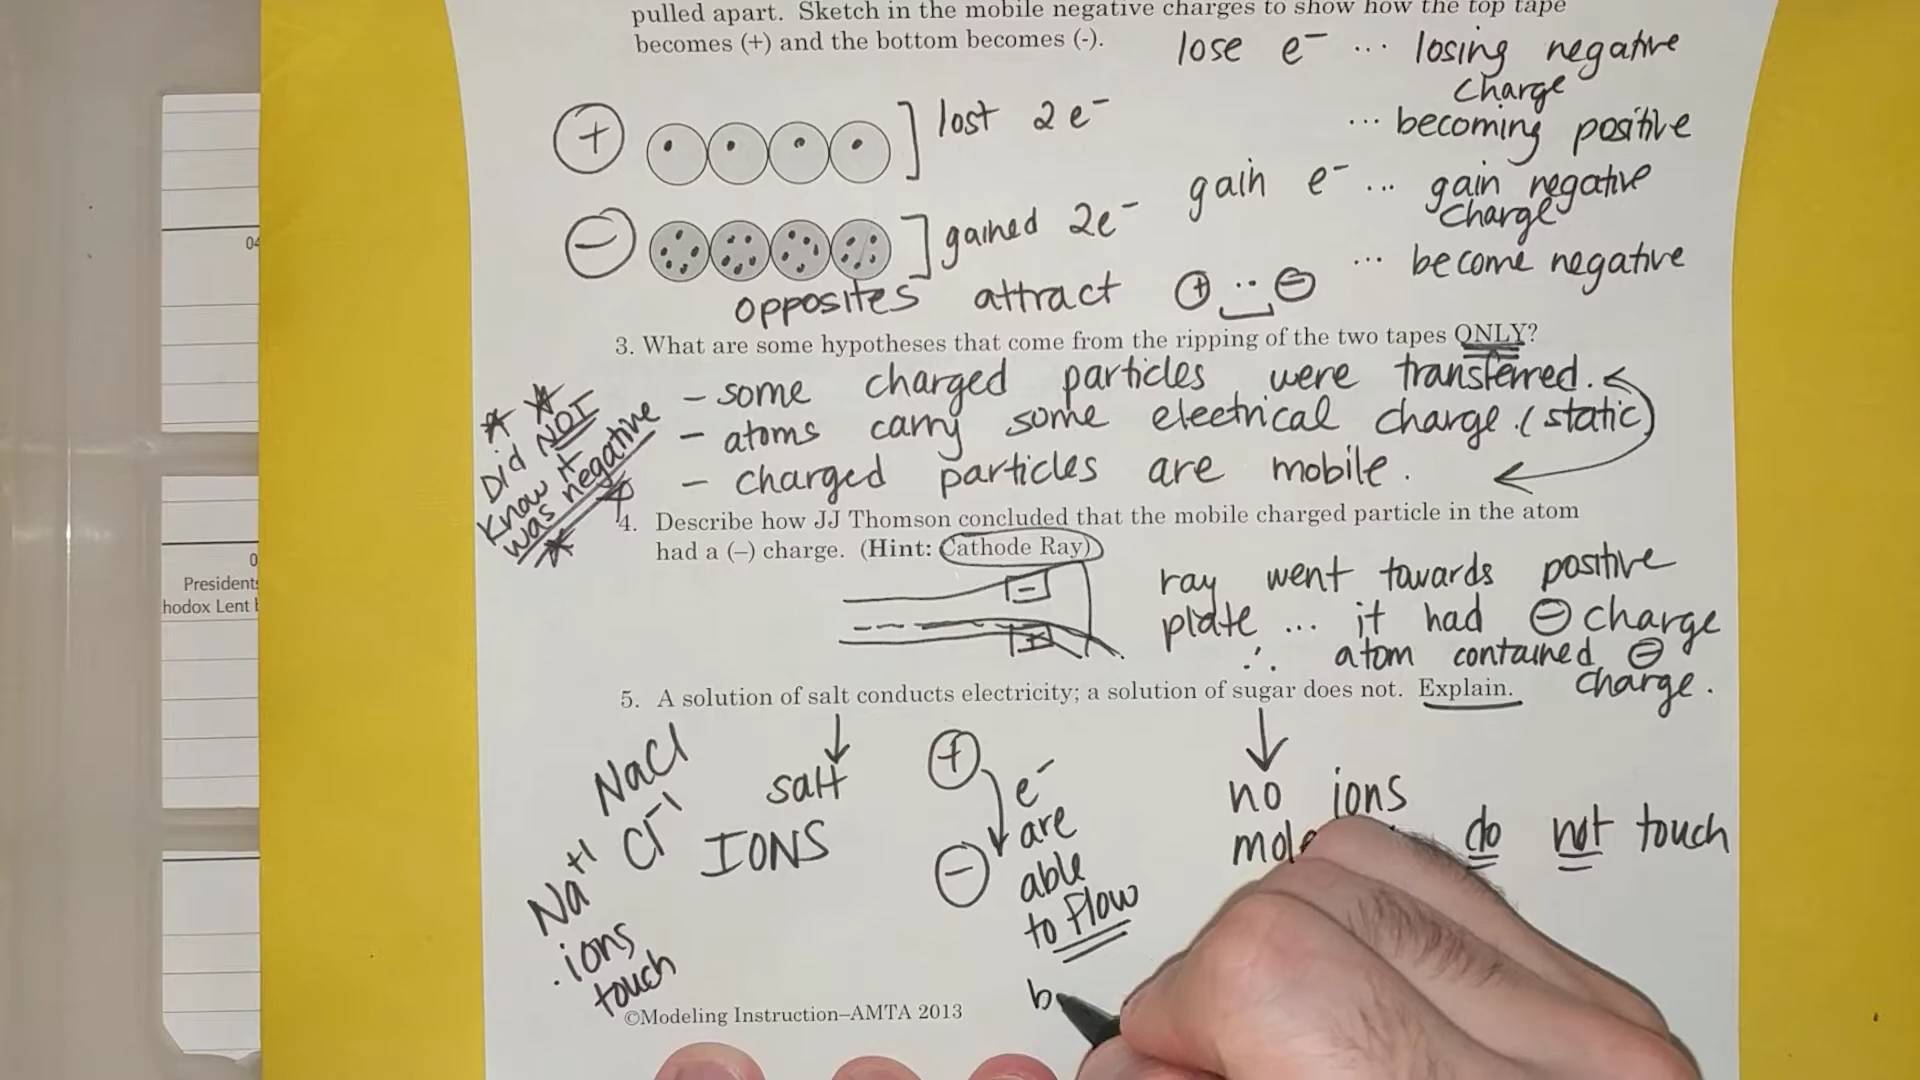 pulled apart. Sketch in the mobile negative charges to show how the top tape
becomes (+) and the bottom becomes (-).
lose e⁻ ... losing negative
charge
... becoming positive
+
lost 2 e⁻
gain e⁻ ... gain negative
charge
... become negative
−
gained 2e⁻
opposites attract + ·· −
3. What are some hypotheses that come from the ripping of the two tapes ONLY?
- some charged particles were transferred.
- atoms carry some electrical charge. (static)
- charged particles are mobile.
Did NOT
know it
was negative
4. Describe how JJ Thomson concluded that the mobile charged particle in the atom
had a (–) charge. (Hint: Cathode Ray)
−
+
ray went towards positive
plate ... it had ⊖ charge
∴ atom contained ⊖
charge.
5. A solution of salt conducts electricity; a solution of sugar does not. Explain.
NaCl
Na⁺¹ Cl⁻¹
ions
touch
salt
IONS
+
−
e⁻
are
able
to flow
no ions
do not touch
b
©Modeling Instruction–AMTA 2013
04
0
Presidents
hodox Lent b